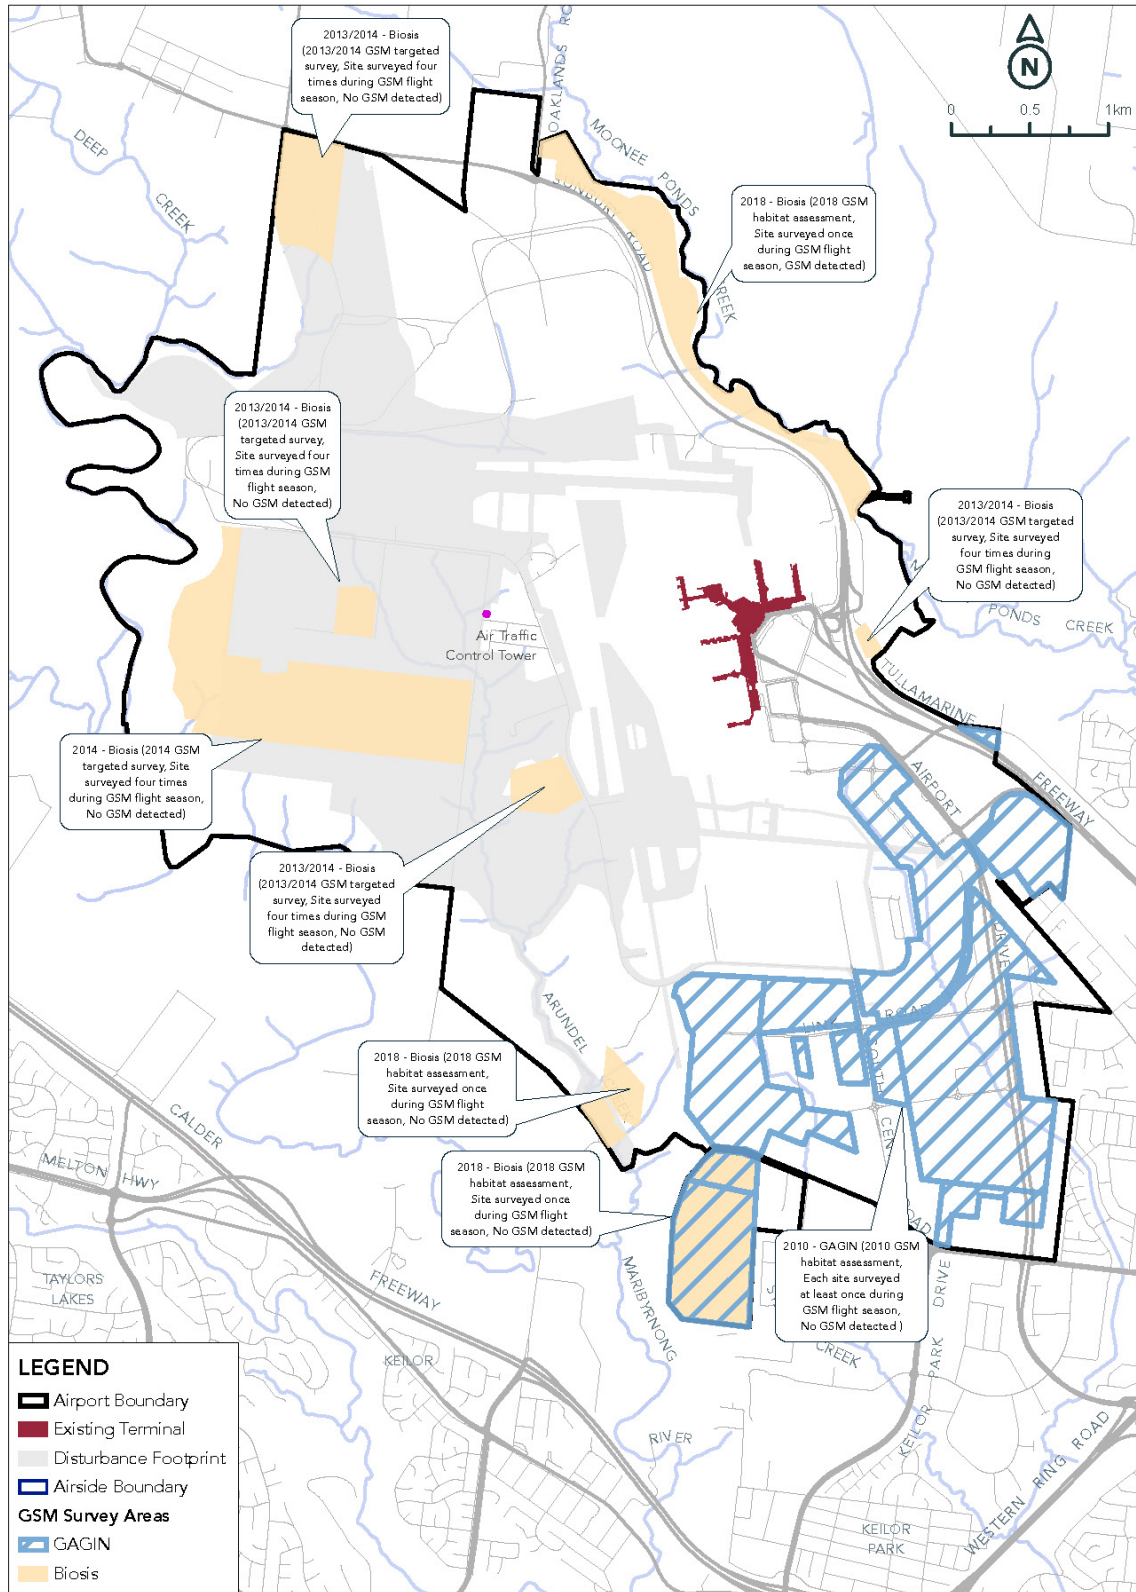 2013/2014 - Biosis
(2013/2014 GSM targeted
survey, Site surveyed four
times during GSM flight
season, No GSM detected)
OAKLANDS RO
N
0 0.5 1km
DEEP
CREEK
MOONEE PONDS
CREEK
SUNBURY ROAD
2018 - Biosis (2018 GSM
habitat assessment,
Site surveyed once
during GSM flight
season, GSM detected)
2013/2014 - Biosis
(2013/2014 GSM
targeted survey,
Site surveyed four
times during GSM
flight season,
No GSM detected)
2013/2014 - Biosis
(2013/2014 GSM targeted
survey, Site surveyed
four times during
GSM flight season,
No GSM detected)
M
PONDS CREEK
Air Traffic
Control Tower
TULLAMARINE
FREEWAY
AIRPORT
DRIVE
2014 - Biosis (2014 GSM
targeted survey, Site
surveyed four times
during GSM flight season,
No GSM detected)
2013/2014 - Biosis
(2013/2014 GSM targeted
survey, Site surveyed
four times during GSM
flight season, No GSM
detected)
ARUNDEL
LINK ROAD
SOUTH CEN
ROAD
2018 - Biosis (2018 GSM
habitat assessment,
Site surveyed once
during GSM flight
season, No GSM detected)
2018 - Biosis (2018 GSM
habitat assessment,
Site surveyed once
during GSM flight
season, No GSM detected)
2010 - GAGIN (2010 GSM
habitat assessment,
Each site surveyed
at least once during
GSM flight season,
No GSM detected )
CALDER
FREEWAY
MELTON HWY
TAYLORS
LAKES
KEILOR
MARIBYRNONG
RIVER
CREEK
KEILOR PARK DRIVE
KEILOR
PARK
WESTERN RING ROAD
LEGEND
Airport Boundary
Existing Terminal
Disturbance Footprint
Airside Boundary
GSM Survey Areas
GAGIN
Biosis